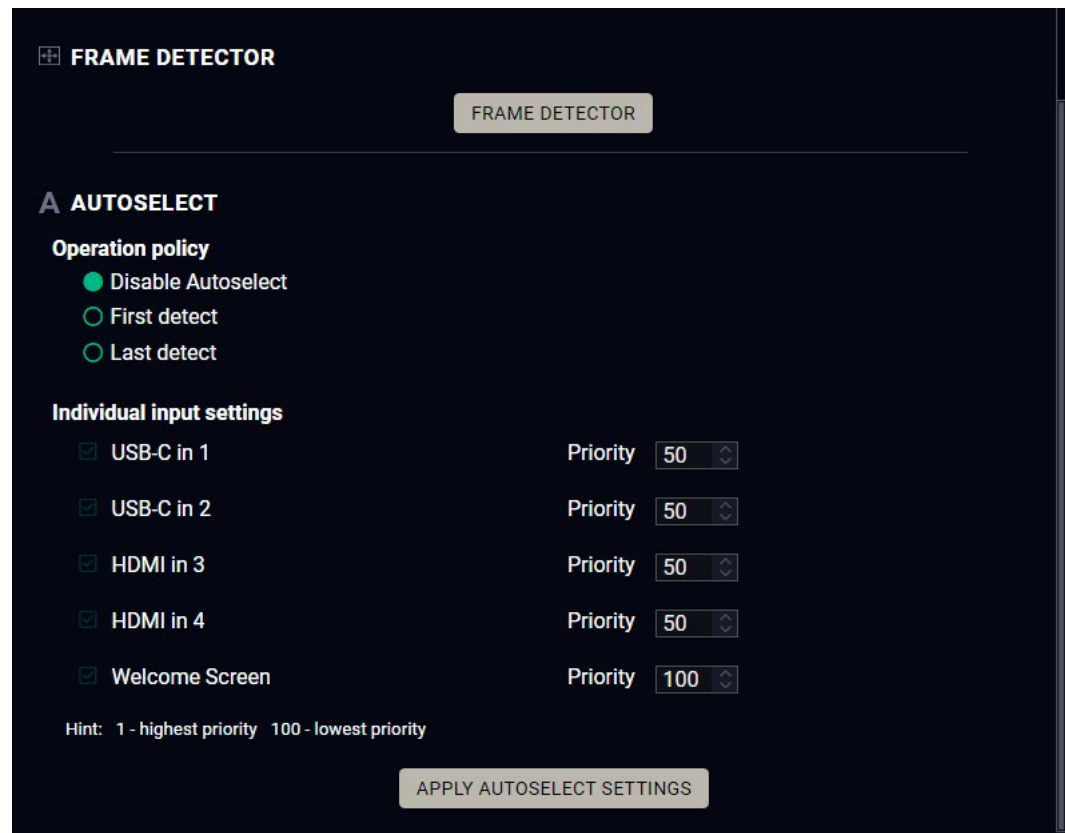 FRAME DETECTOR
FRAME DETECTOR
A AUTOSELECT
Operation policy
Disable Autoselect
First detect
Last detect
Individual input settings
USB-C in 1 Priority 50
USB-C in 2 Priority 50
HDMI in 3 Priority 50
HDMI in 4 Priority 50
Welcome Screen Priority 100
Hint: 1 - highest priority 100 - lowest priority
APPLY AUTOSELECT SETTINGS